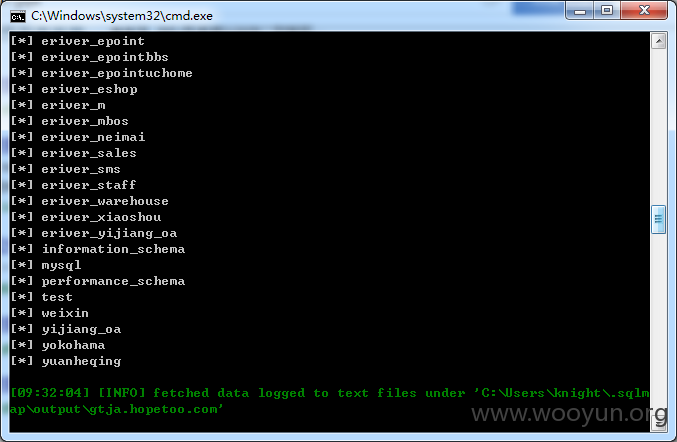 C:\Windows\system32\cmd.exe
[*] eriver_epoint
[*] eriver_epointbbs
[*] eriver_epointuchome
[*] eriver_eshop
[*] eriver_m
[*] eriver_mbos
[*] eriver_neimai
[*] eriver_sales
[*] eriver_sms
[*] eriver_staff
[*] eriver_warehouse
[*] eriver_xiaoshou
[*] eriver_yijiang_oa
[*] information_schema
[*] mysql
[*] performance_schema
[*] test
[*] weixin
[*] yijiang_oa
[*] yokohama
[*] yuanheqing
[09:32:04] [INFO] fetched data logged to text files under 'C:\Users\knight\.sqlm
ap\output\gtja.hopetoo.com'
www.wooyun.org